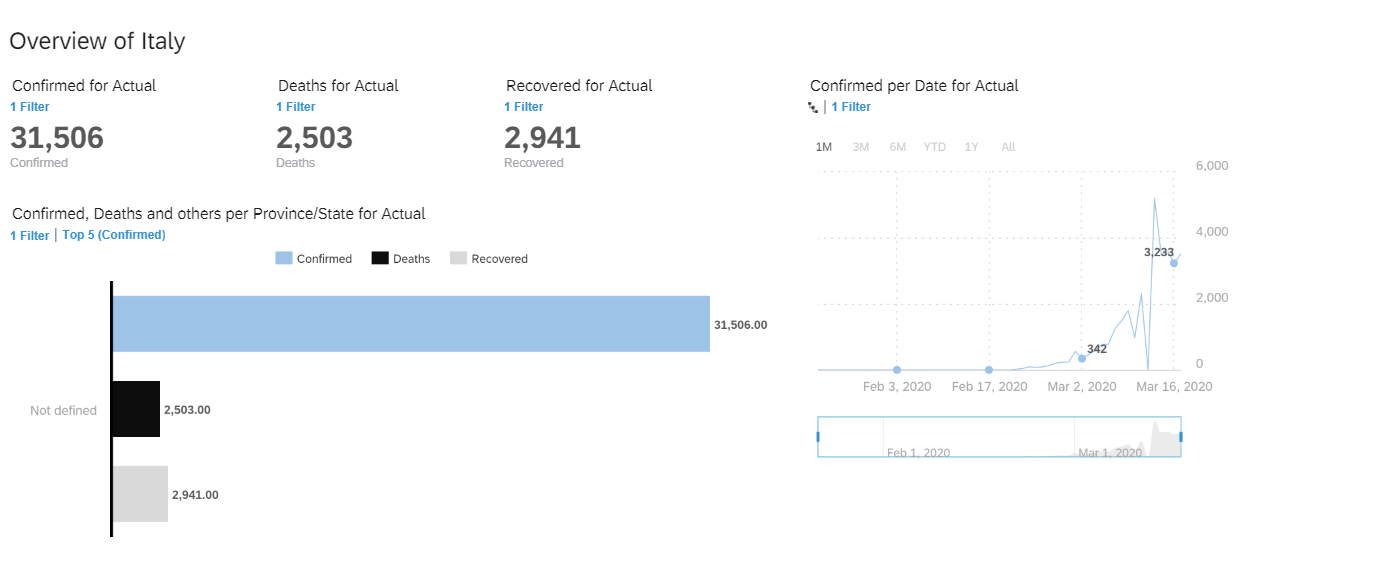 Overview of Italy
Confirmed for Actual
1 Filter
31,506
Confirmed
Deaths for Actual
1 Filter
2,503
Deaths
Recovered for Actual
1 Filter
2,941
Recovered
Confirmed, Deaths and others per Province/State for Actual
1 Filter | Top 5 (Confirmed)
Confirmed Deaths Recovered
31,506.00
Not defined
2,503.00
2,941.00
Confirmed per Date for Actual
| 1 Filter
1M 3M 6M YTD 1Y All
6,000
4,000
3,233
2,000
342
0
Feb 3, 2020 Feb 17, 2020 Mar 2, 2020 Mar 16, 2020
Feb 1, 2020 Mar 1, 2020